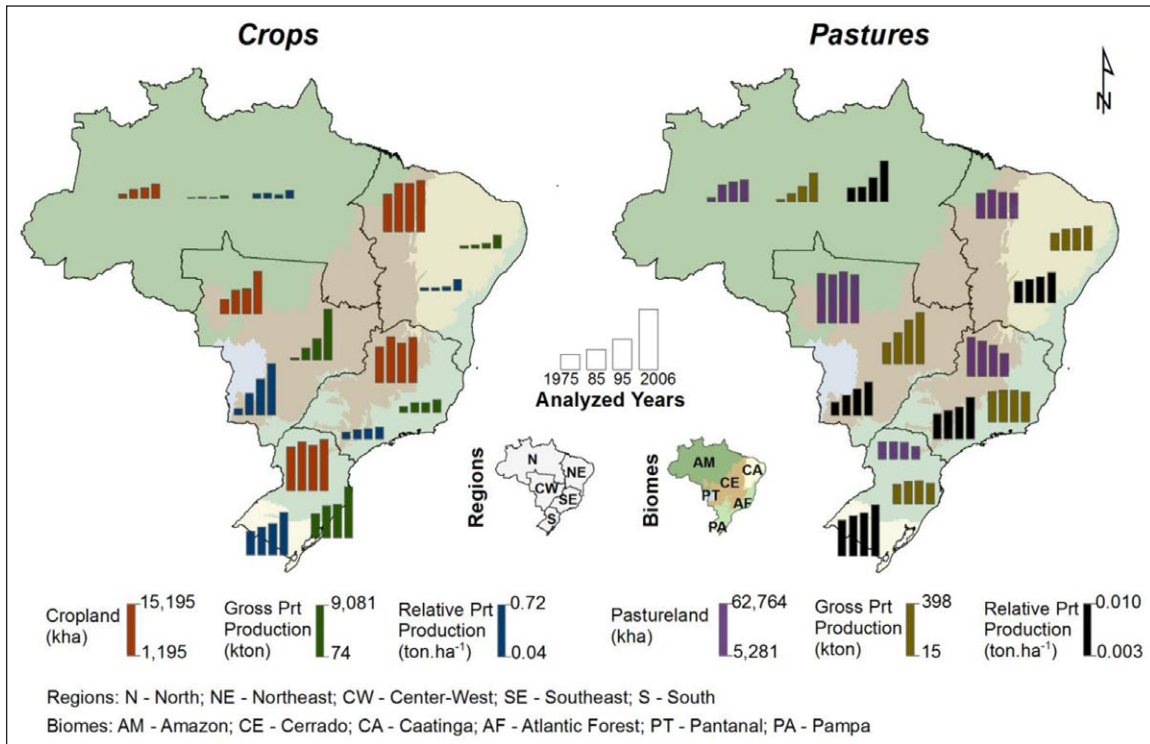 Crops
Pastures
N
1975 85 95 2006
Analyzed Years
Regions
N
NE
CW
SE
S
Biomes
AM
CA
CE
PT
AF
PA
Cropland
(kha)
15,195
1,195
Gross Prt
Production
(kton)
9,081
74
Relative Prt
Production
(ton.ha⁻¹)
0.72
0.04
Pastureland
(kha)
62,764
5,281
Gross Prt
Production
(kton)
398
15
Relative Prt
Production
(ton.ha⁻¹)
0.010
0.003
Regions: N - North; NE - Northeast; CW - Center-West; SE - Southeast; S - South
Biomes: AM - Amazon; CE - Cerrado; CA - Caatinga; AF - Atlantic Forest; PT - Pantanal; PA - Pampa